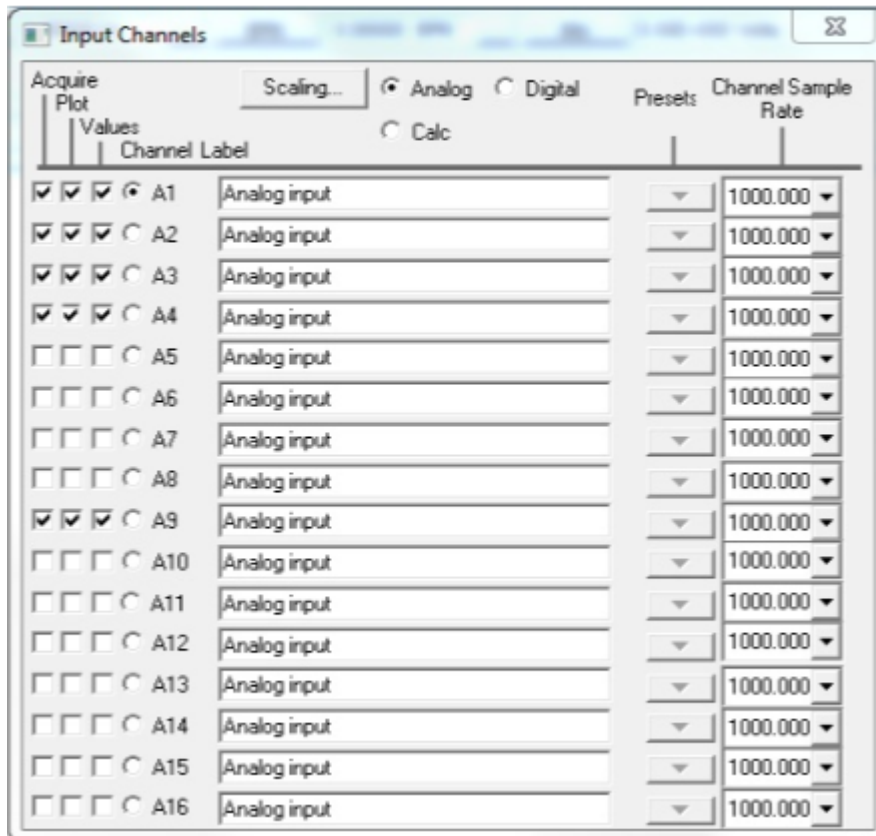 Input Channels
Acquire
Plot
Values
Channel Label
Scaling...
Analog
Digital
Calc
Presets
Channel Sample
Rate
A1 Analog input 1000.000
A2 Analog input 1000.000
A3 Analog input 1000.000
A4 Analog input 1000.000
A5 Analog input 1000.000
A6 Analog input 1000.000
A7 Analog input 1000.000
A8 Analog input 1000.000
A9 Analog input 1000.000
A10 Analog input 1000.000
A11 Analog input 1000.000
A12 Analog input 1000.000
A13 Analog input 1000.000
A14 Analog input 1000.000
A15 Analog input 1000.000
A16 Analog input 1000.000